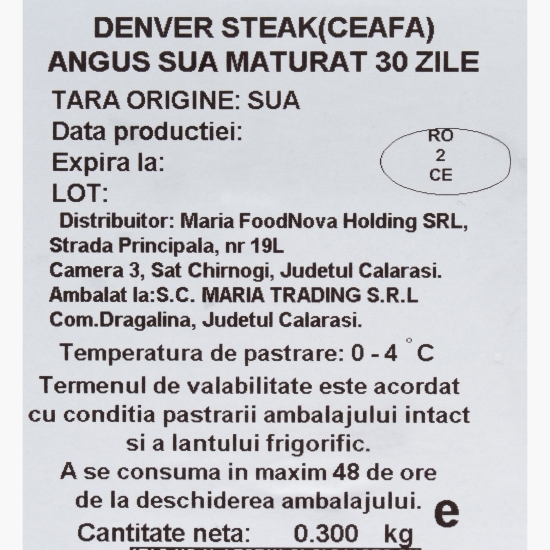 DENVER STEAK(CEAFA)
ANGUS SUA MATURAT 30 ZILE
TARA ORIGINE: SUA
Data productiei:
Expira la:
LOT:
RO
2
CE
Distribuitor: Maria FoodNova Holding SRL,
Strada Principala, nr 19L
Camera 3, Sat Chirnogi, Judetul Calarasi.
Ambalat la:S.C. MARIA TRADING S.R.L
Com.Dragalina, Judetul Calarasi.
Temperatura de pastrare: 0 - 4 °C
Termenul de valabilitate este acordat
cu conditia pastrarii ambalajului intact
si a lantului frigorific.
A se consuma in maxim 48 de ore
de la deschiderea ambalajului. e
Cantitate neta: 0.300 kg